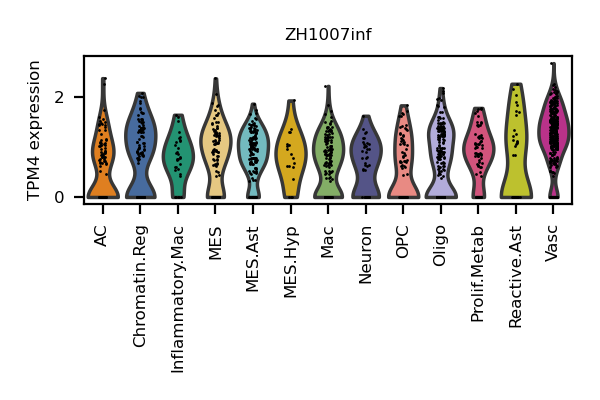 ZH1007inf
TPM4 expression
2
0
AC
Chromatin.Reg
Inflammatory.Mac
MES
MES.Ast
MES.Hyp
Mac
Neuron
OPC
Oligo
Prolif.Metab
Reactive.Ast
Vasc